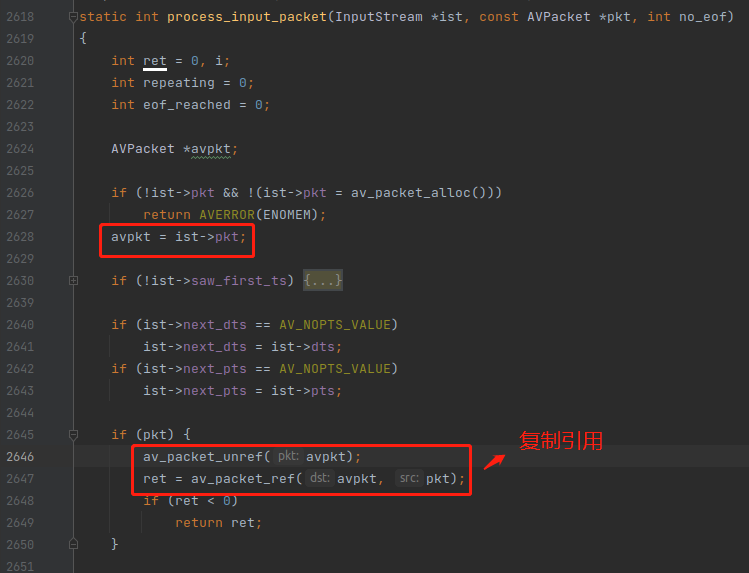 2618 static int process_input_packet(InputStream *ist, const AVPacket *pkt, int no_eof)
2619 {
2620 int ret = 0, i;
2621 int repeating = 0;
2622 int eof_reached = 0;
2623
2624 AVPacket *avpkt;
2625
2626 if (!ist->pkt && !(ist->pkt = av_packet_alloc()))
2627 return AVERROR(ENOMEM);
2628 avpkt = ist->pkt;
2629
2630 if (!ist->saw_first_ts) {...}
2639
2640 if (ist->next_dts == AV_NOPTS_VALUE)
2641 ist->next_dts = ist->dts;
2642 if (ist->next_pts == AV_NOPTS_VALUE)
2643 ist->next_pts = ist->pts;
2644
2645 if (pkt) {
复制引用
2646 av_packet_unref( pkt: avpkt);
2647 ret = av_packet_ref( dst: avpkt, src: pkt);
2648 if (ret < 0)
2649 return ret;
2650 }
2651